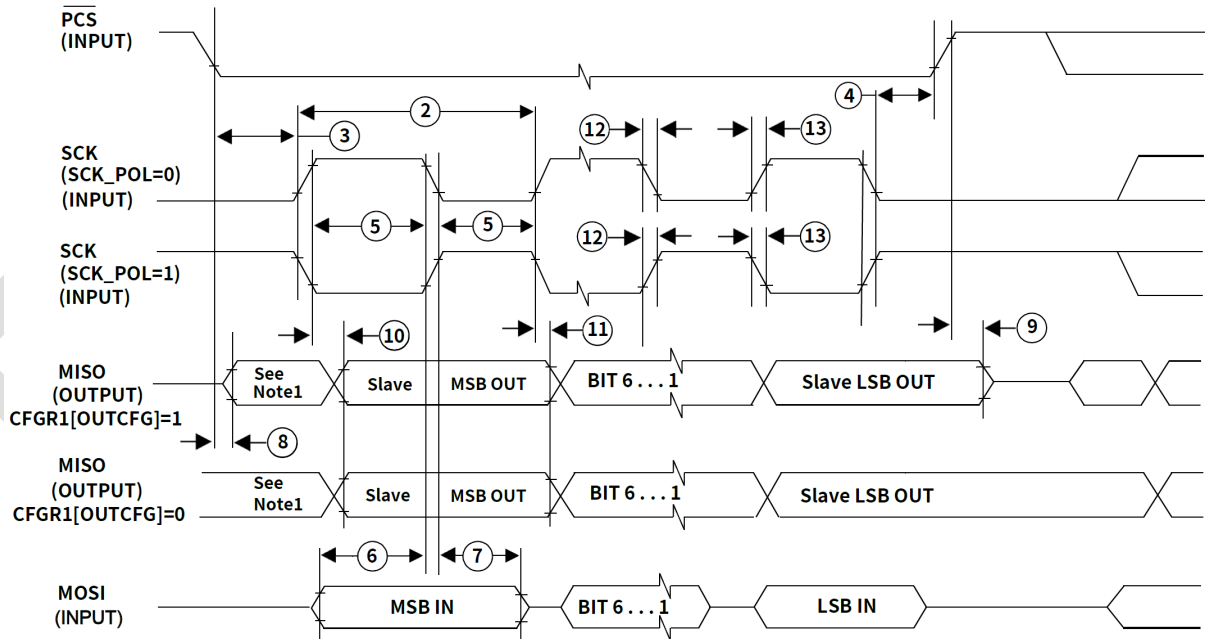 PCS
(INPUT)
4
2
3
12
13
SCK
(SCK_POL=0)
(INPUT)
5
5
12
13
SCK
(SCK_POL=1)
(INPUT)
10
11
9
MISO
(OUTPUT)
CFGR1[OUTCFG]=1
See
Note1
Slave
MSB OUT
BIT 6 . . . 1
Slave LSB OUT
8
MISO
(OUTPUT)
CFGR1[OUTCFG]=0
See
Note1
Slave
MSB OUT
BIT 6 . . . 1
Slave LSB OUT
6
7
MOSI
(INPUT)
MSB IN
BIT 6 . . . 1
LSB IN